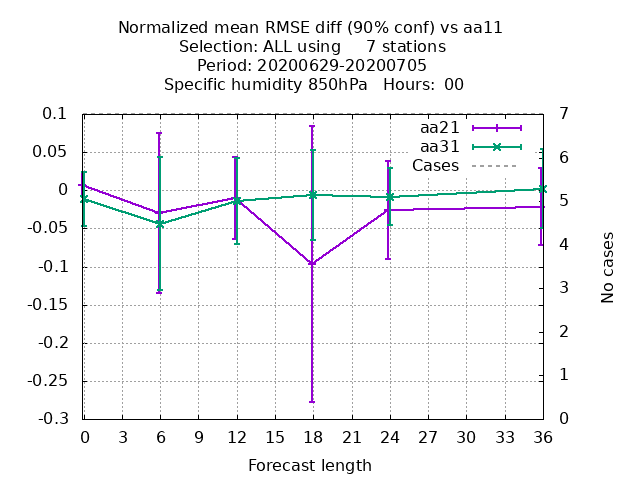 Normalized mean RMSE diff (90% conf) vs aa11
Selection: ALL using     7 stations
Period: 20200629-20200705
Specific humidity 850hPa   Hours:  00
0.1
0.05
0
-0.05
-0.1
-0.15
-0.2
-0.25
-0.3
7
6
5
4
3
2
1
0
aa21
aa31
Cases
No cases
0 3 6 9 12 15 18 21 24 27 30 33 36
Forecast length